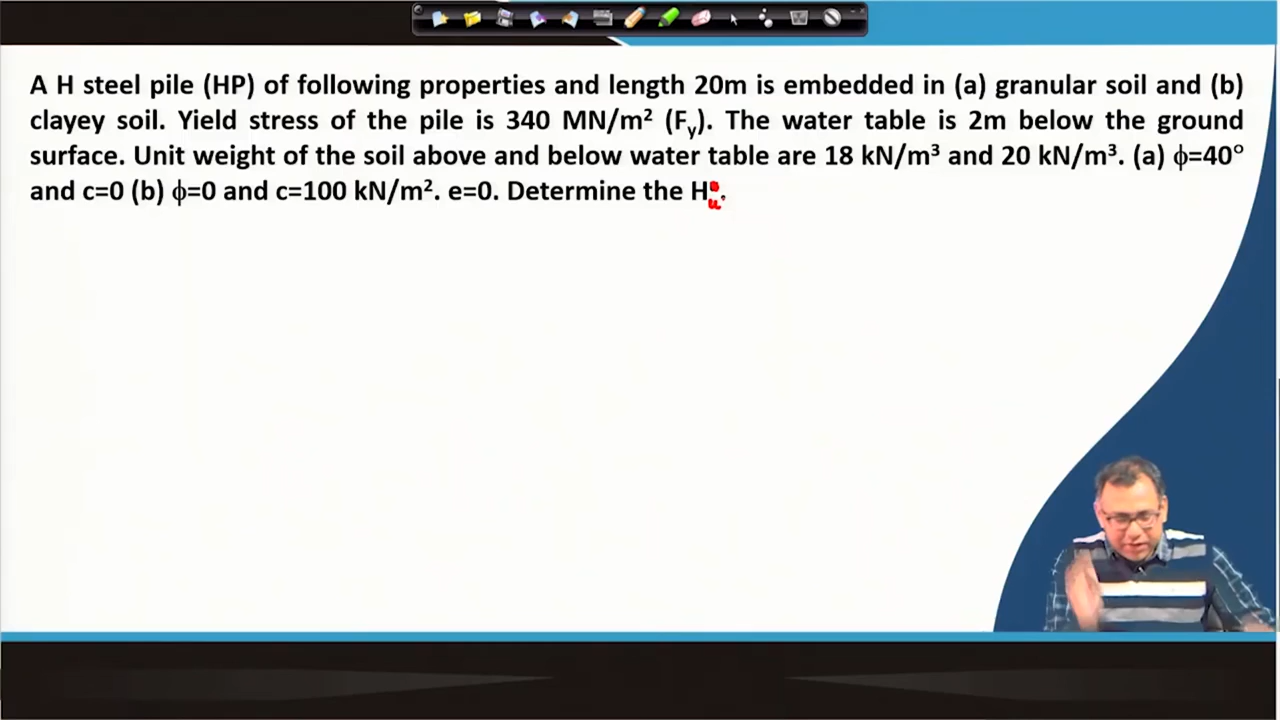 A H steel pile (HP) of following properties and length 20m is embedded in (a) granular soil and (b)
clayey soil. Yield stress of the pile is 340 MN/m² (Fy). The water table is 2m below the ground
surface. Unit weight of the soil above and below water table are 18 kN/m³ and 20 kN/m³. (a) ϕ=40°
and c=0 (b) ϕ=0 and c=100 kN/m². e=0. Determine the Hu.